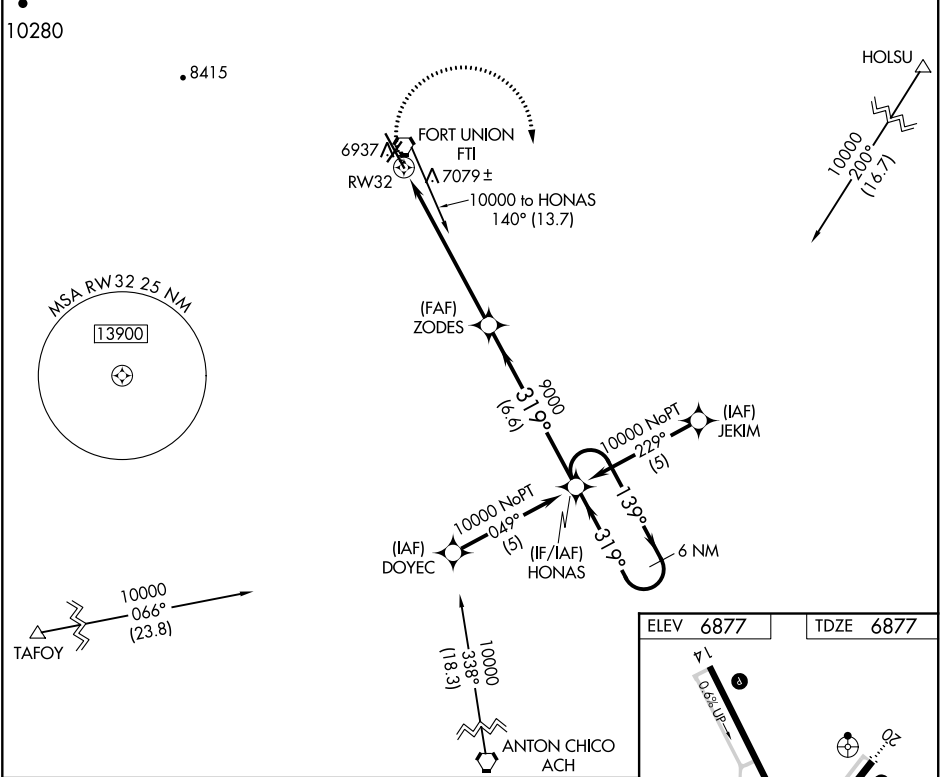 10280
8415
HOLSU
10000
200°
(16.7)
FORT UNION
FTI
6937
7079 ±
RW32
10000 to HONAS
140° (13.7)
MSA RW32 25 NM
13900
(FAF)
ZODES
9000
319°
(6.6)
(IAF)
JEKIM
10000 NoPT
229°
(5)
139°
10000 NoPT
049°
(5)
(IAF)
DOYEC
(IF/IAF)
HONAS
319°
6 NM
10000
066°
(23.8)
TAFOY
10000
338°
(18.3)
ANTON CHICO
ACH
ELEV 6877
TDZE 6877
14
P
0.6% UP
20